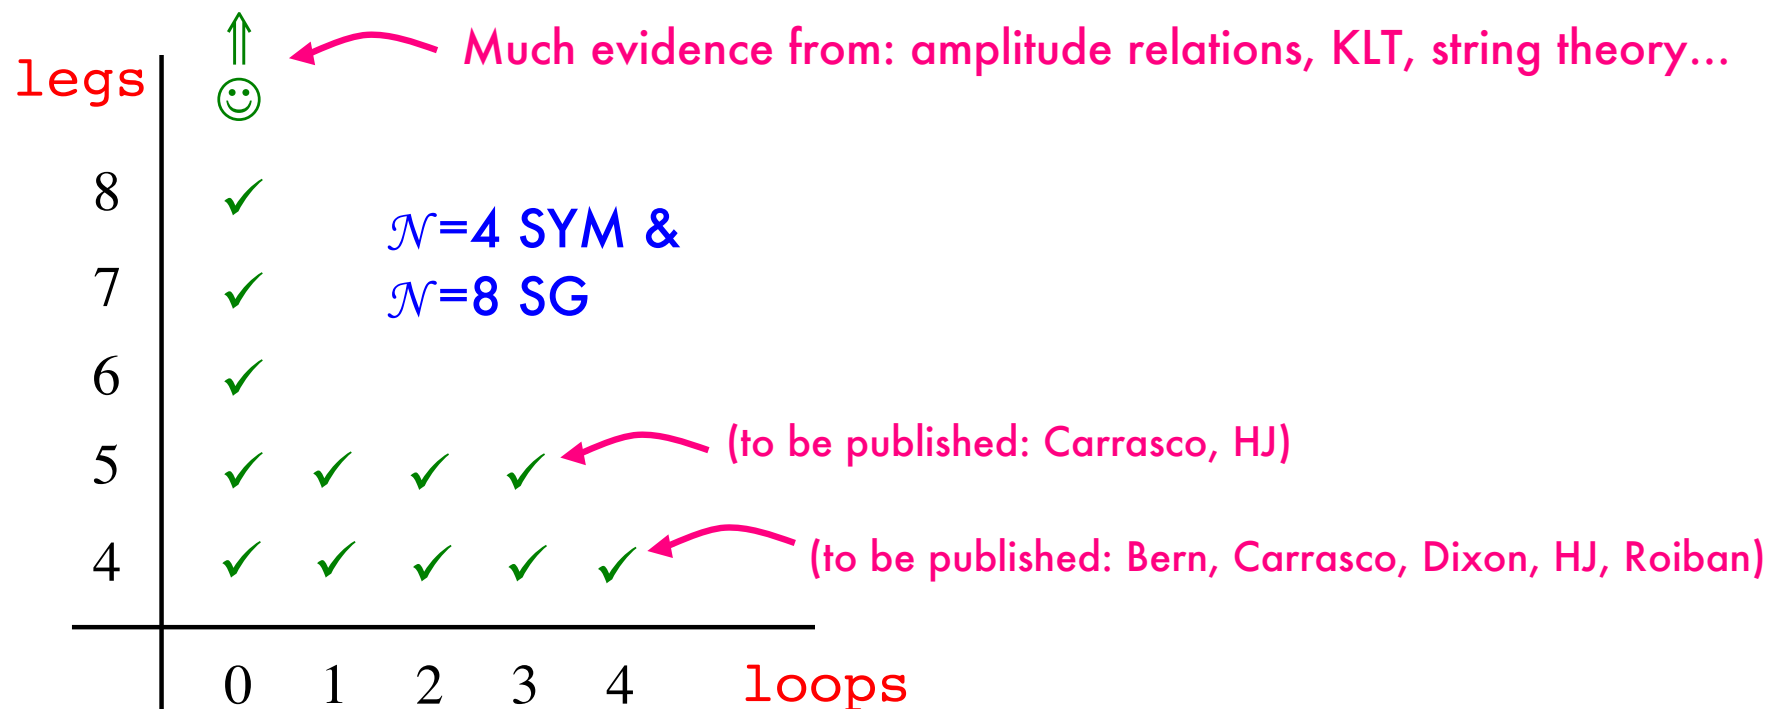 ⇑ Much evidence from: amplitude relations, KLT, string theory...
legs ☺
8 ✓
𝒩=4 SYM &
7 ✓
𝒩=8 SG
6 ✓
5 ✓ ✓ ✓ ✓ (to be published: Carrasco, HJ)
4 ✓ ✓ ✓ ✓ ✓ (to be published: Bern, Carrasco, Dixon, HJ, Roiban)
0 1 2 3 4 loops